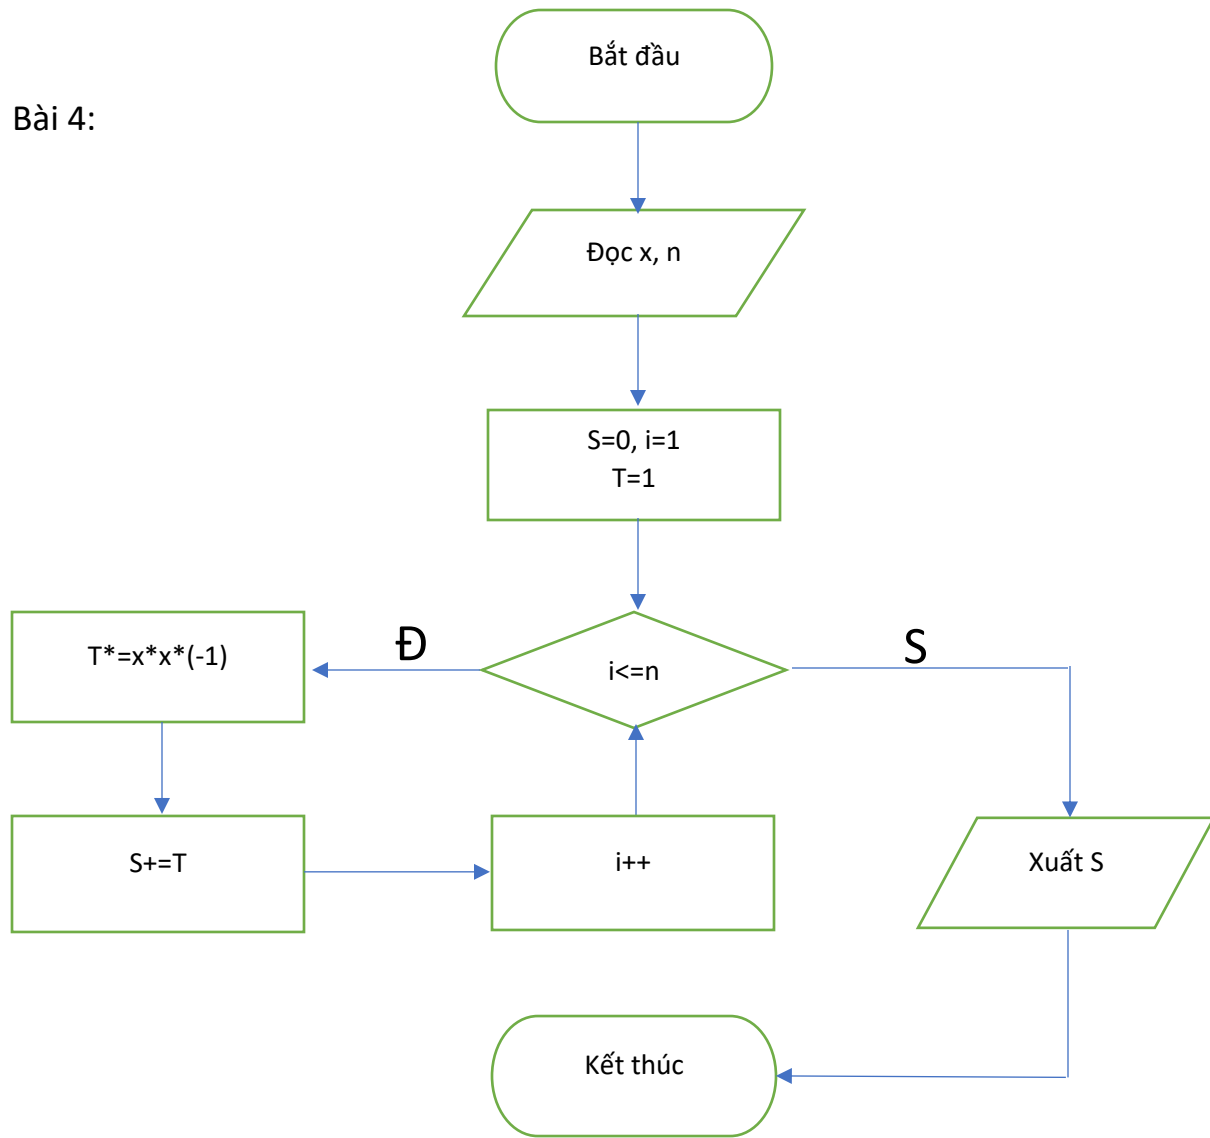 Bắt đầu
Bài 4:
Đọc x, n
S=0, i=1
T=1
i<=n
Đ
S
T*=x*x*(-1)
S+=T
i++
Xuất S
Kết thúc